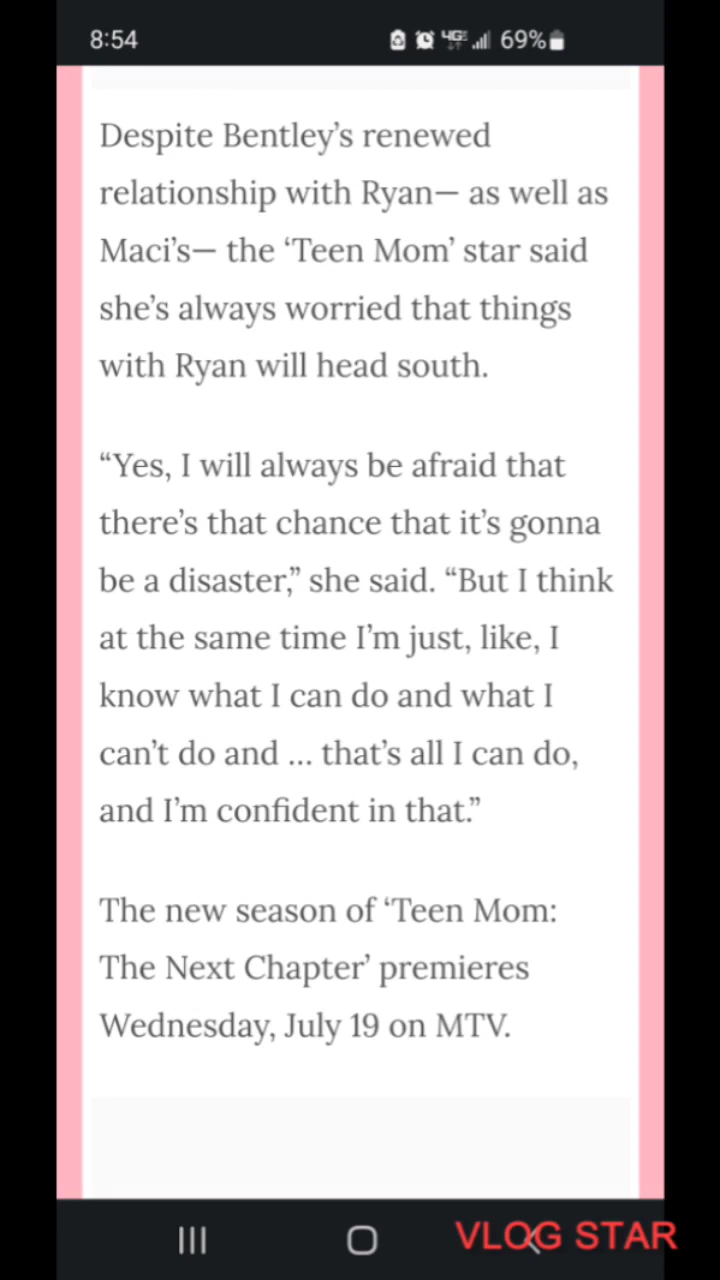 8:54 4G 69%
Despite Bentley’s renewed
relationship with Ryan— as well as
Maci’s— the ‘Teen Mom’ star said
she’s always worried that things
with Ryan will head south.
“Yes, I will always be afraid that
there’s that chance that it’s gonna
be a disaster,” she said. “But I think
at the same time I’m just, like, I
know what I can do and what I
can’t do and ... that’s all I can do,
and I’m confident in that.”
The new season of ‘Teen Mom:
The Next Chapter’ premieres
Wednesday, July 19 on MTV.
VLOG STAR